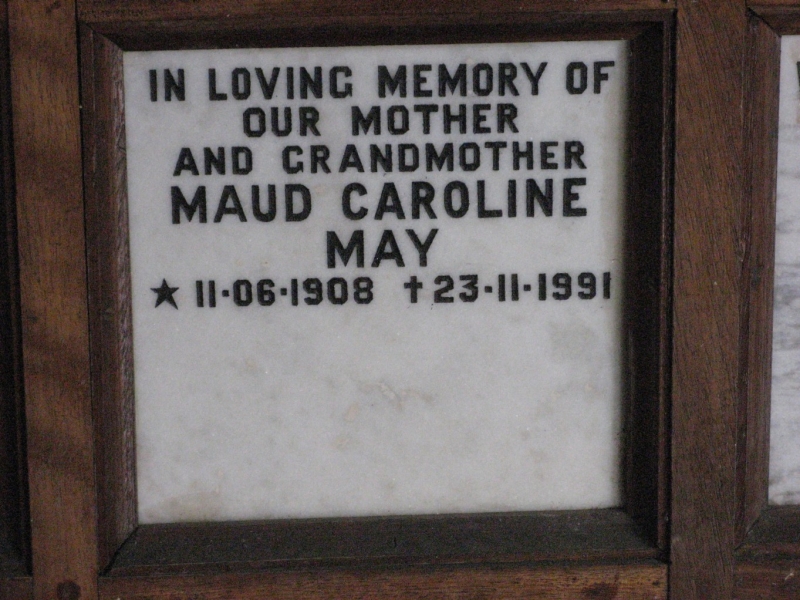 IN LOVING MEMORY OF
OUR MOTHER
AND GRANDMOTHER
MAUD CAROLINE
MAY
★ 11·06·1908 ✝ 23·11·1991